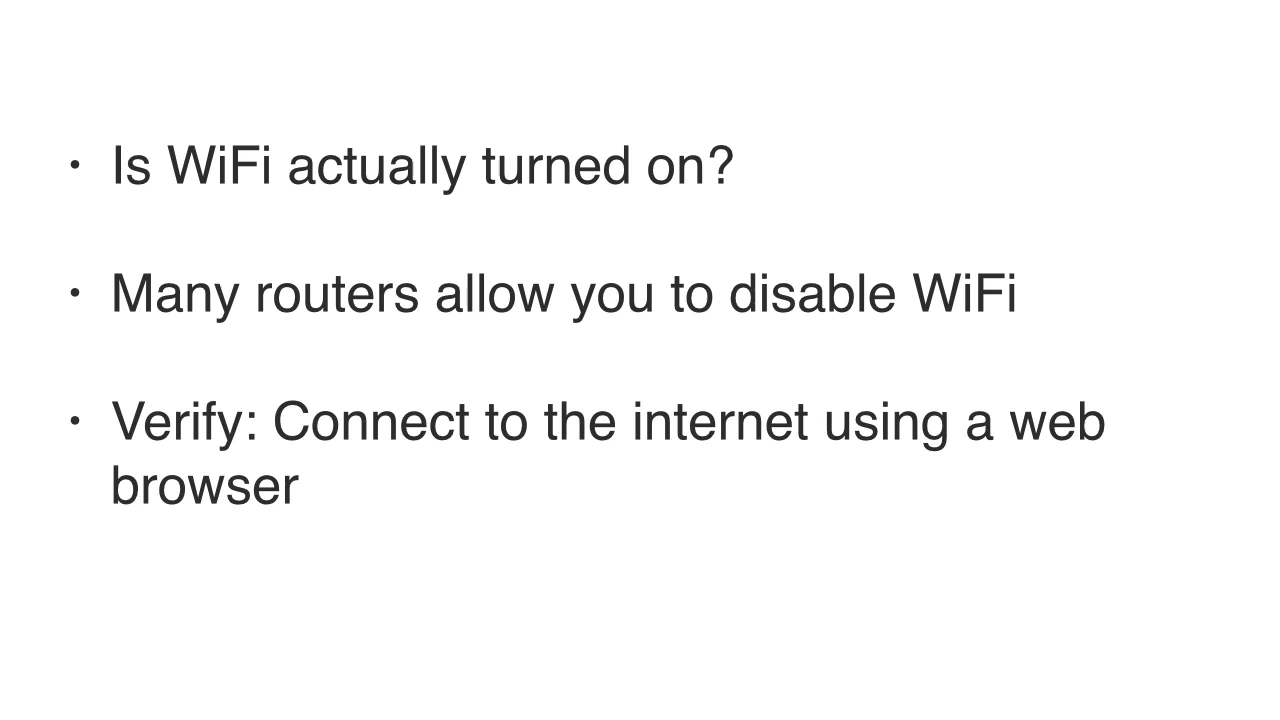 • Is WiFi actually turned on?
• Many routers allow you to disable WiFi
• Verify: Connect to the internet using a web
browser